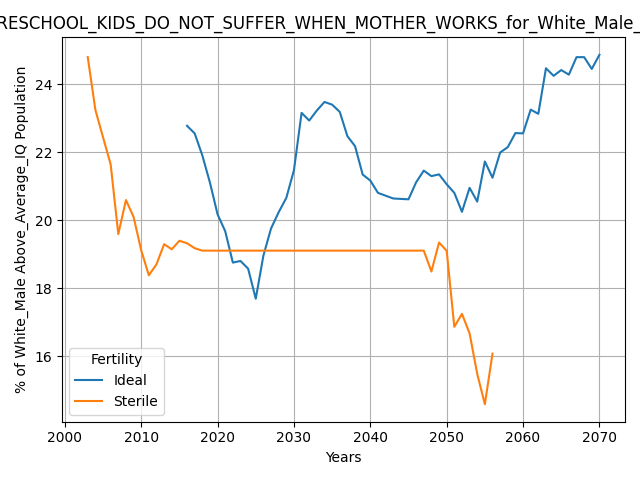 RESCHOOL_KIDS_DO_NOT_SUFFER_WHEN_MOTHER_WORKS_for_White_Male_
% of White_Male Above_Average_IQ Population
24
22
20
18
16
Fertility
Ideal
Sterile
2000 2010 2020 2030 2040 2050 2060 2070
Years